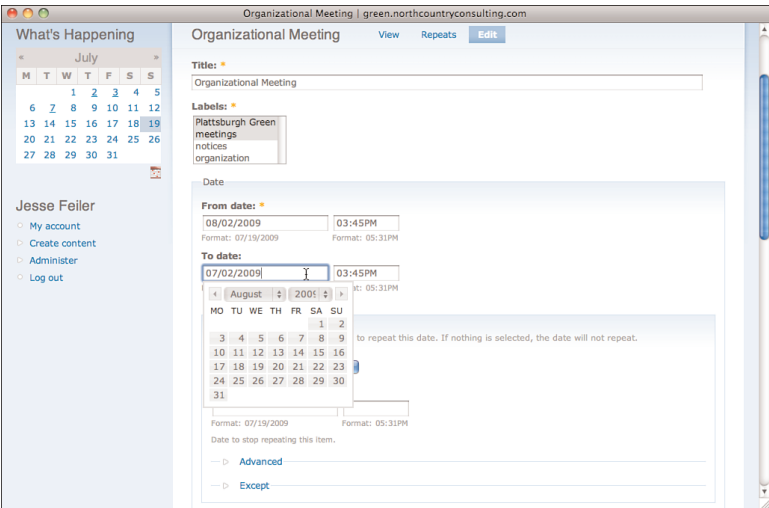 Organizational Meeting | green.northcountryconsulting.com
What's Happening
« July »
M T W T F S S
1 2 3 4 5
6 7 8 9 10 11 12
13 14 15 16 17 18 19
20 21 22 23 24 25 26
27 28 29 30 31
Jesse Feiler
My account
Create content
Administer
Log out
Organizational Meeting View Repeats Edit
Title: *
Organizational Meeting
Labels: *
Plattsburgh Green
meetings
notices
organization
Date
From date: *
08/02/2009 03:45PM
Format: 07/19/2009 Format: 05:31PM
To date:
07/02/2009 03:45PM
at: 05:31PM
August 2009
MO TU WE TH FR SA SU
1 2
3 4 5 6 7 8 9
10 11 12 13 14 15 16
17 18 19 20 21 22 23
24 25 26 27 28 29 30
31
to repeat this date. If nothing is selected, the date will not repeat.
Format: 07/19/2009 Format: 05:31PM
Date to stop repeating this item.
Advanced
Except